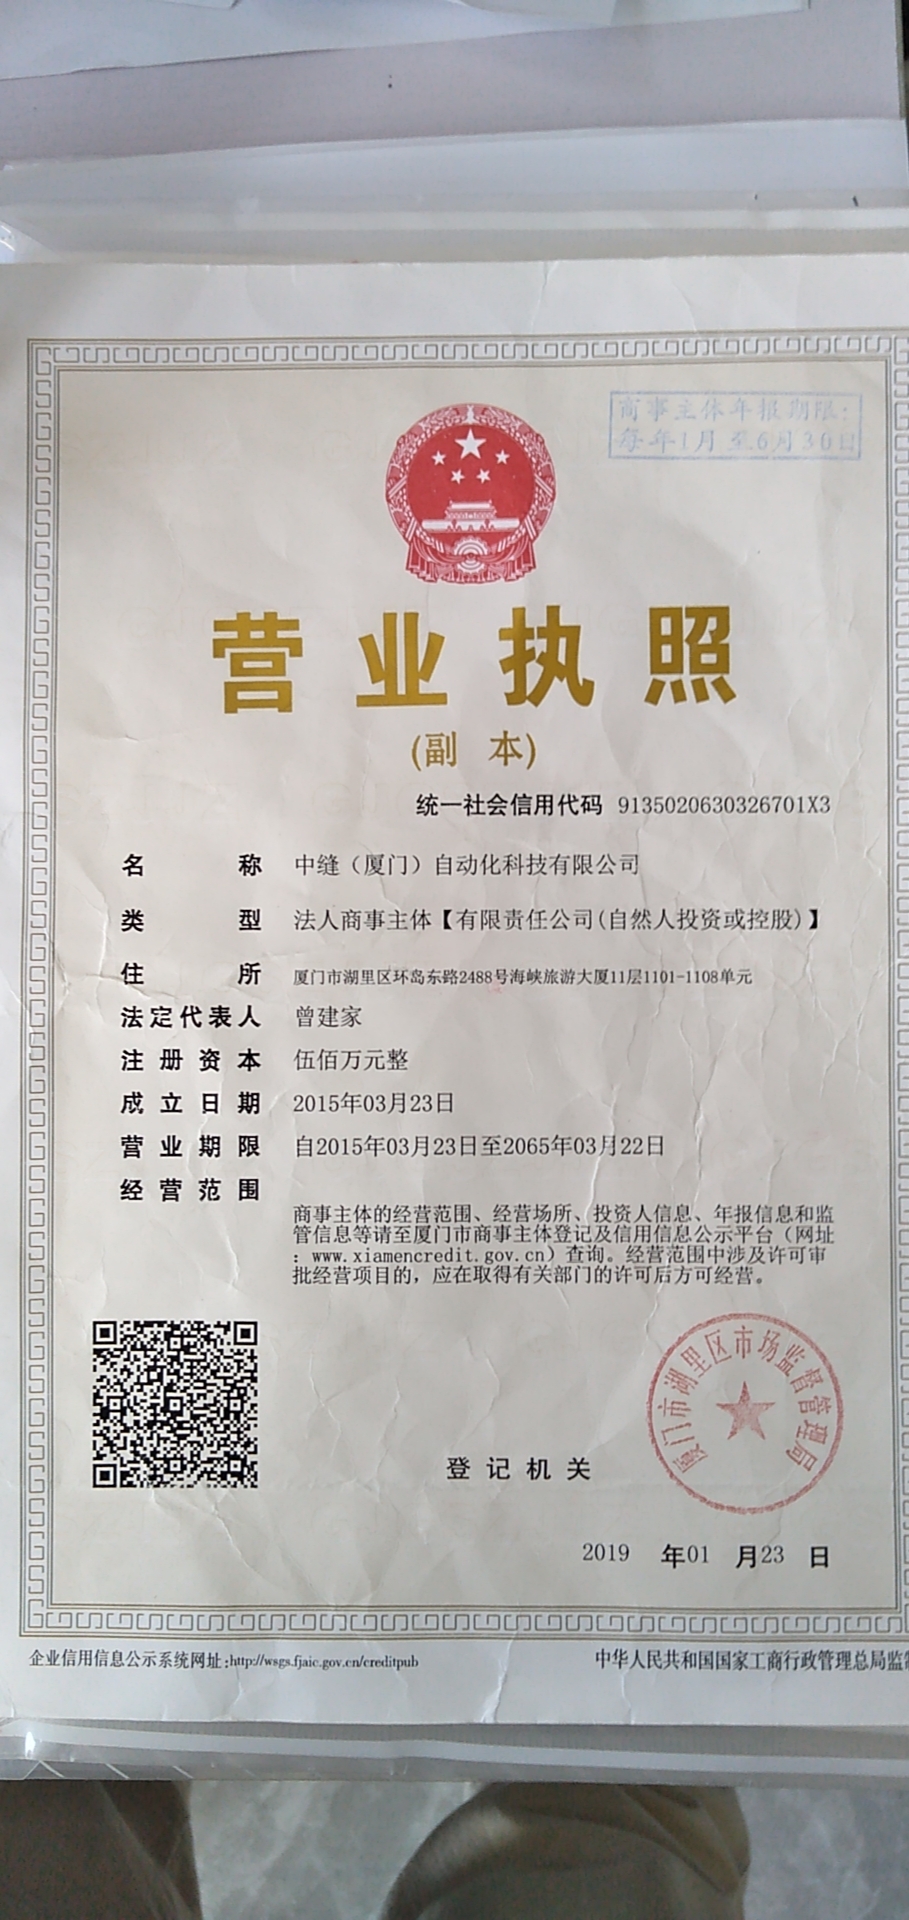 商事主体年报期限：
每年1月至6月30日
营业执照
(副 本)
统一社会信用代码 9135020630326701X3
名称 中缝（厦门）自动化科技有限公司
类型 法人商事主体【有限责任公司(自然人投资或控股)】
住所 厦门市湖里区环岛东路2488号海峡旅游大厦11层1101-1108单元
法定代表人 曾建家
注册资本 伍佰万元整
成立日期 2015年03月23日
营业期限 自2015年03月23日至2065年03月22日
经营范围
商事主体的经营范围、经营场所、投资人信息、年报信息和监
管信息等请至厦门市商事主体登记及信用信息公示平台（网址
：www.xiamencredit.gov.cn）查询。经营范围中涉及许可审
批经营项目的，应在取得有关部门的许可后方可经营。
厦门市湖里区市场监督管理局
登记机关
2019 年01 月23 日
企业信用信息公示系统网址:http://wsgs.fjaic.gov.cn/creditpub
中华人民共和国国家工商行政管理总局监制